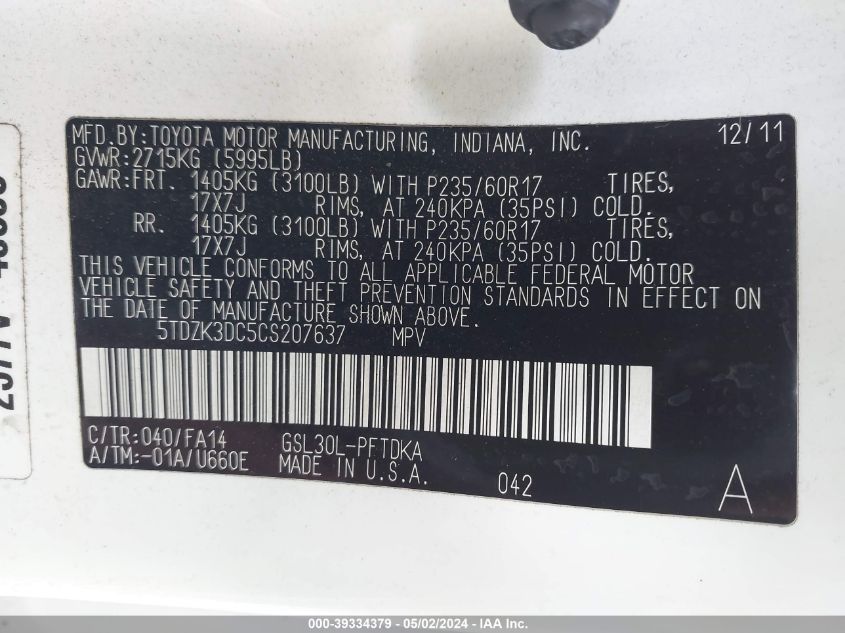 MFD.BY:TOYOTA MOTOR MANUFACTURING, INDIANA, INC. 12/11
GVWR:2715KG (5995LB)
GAWR:FRT. 1405KG (3100LB) WITH P235/60R17 TIRES,
17X7J RIMS, AT 240KPA (35PSI) COLD.
RR. 1405KG (3100LB) WITH P235/60R17 TIRES,
17X7J RIMS, AT 240KPA (35PSI) COLD.
THIS VEHICLE CONFORMS TO ALL APPLICABLE FEDERAL MOTOR
VEHICLE SAFETY AND THEFT PREVENTION STANDARDS IN EFFECT ON
THE DATE OF MANUFACTURE SHOWN ABOVE.
5TDZK3DC5CS207637 MPV
C/TR:040/FA14 GSL30L-PFTDKA
A/TM:-01A/U660E MADE IN U.S.A. 042 A
000-39334379 - 05/02/2024 - IAA Inc.